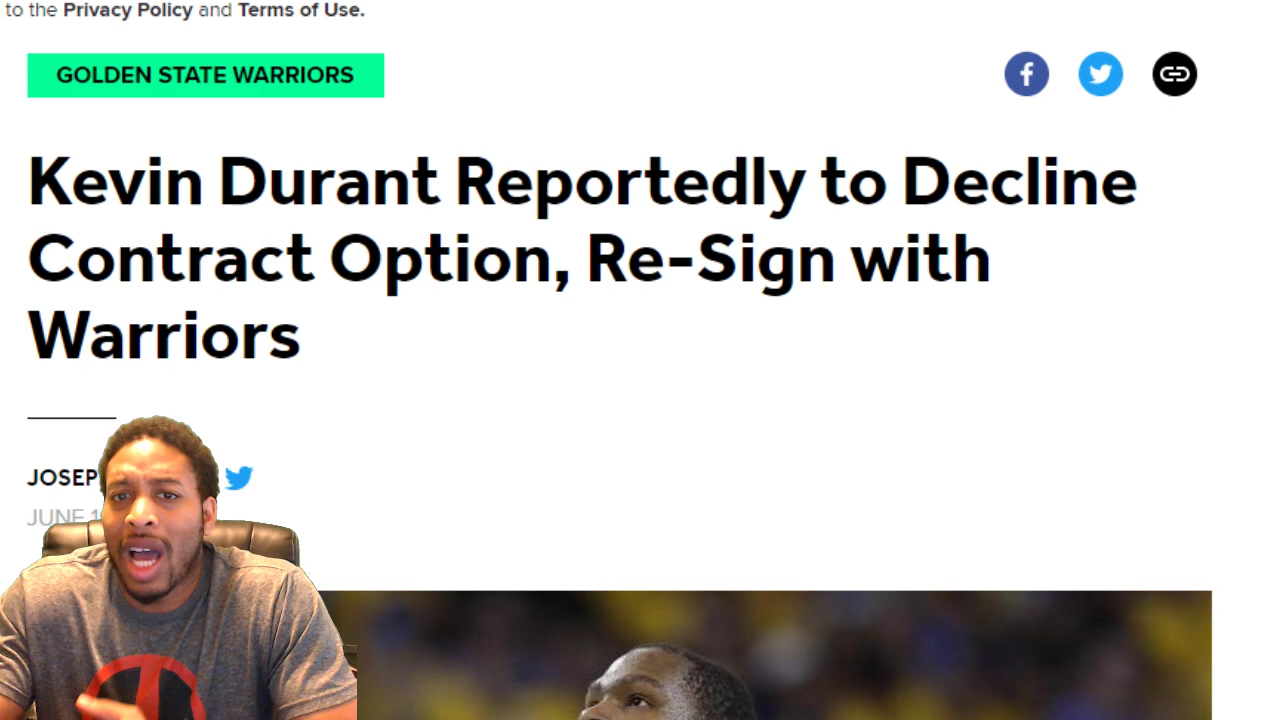 to the Privacy Policy and Terms of Use.
GOLDEN STATE WARRIORS
Kevin Durant Reportedly to Decline
Contract Option, Re-Sign with
Warriors
JUNE